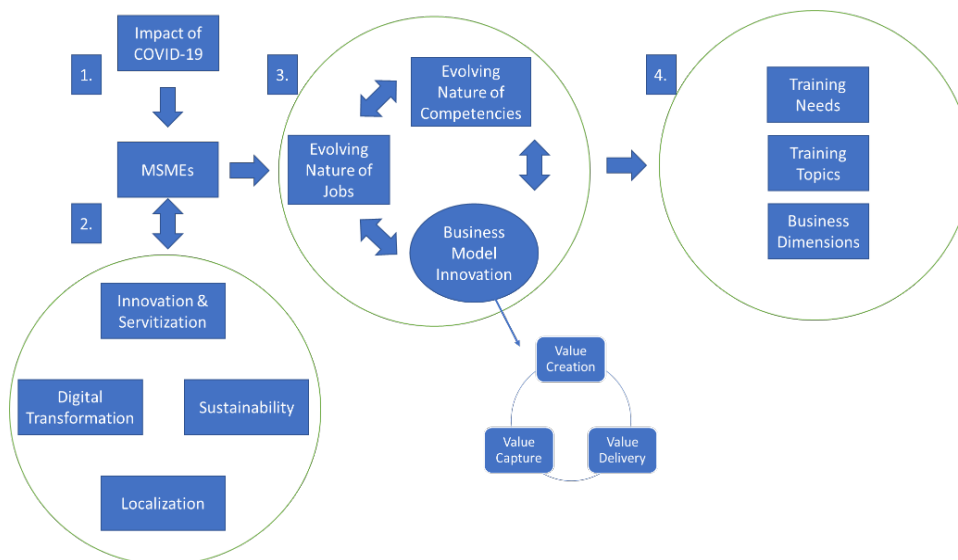 1.
Impact of
COVID-19
MSMEs
2.
Innovation &
Servitization
Digital
Transformation
Sustainability
Localization
3.
Evolving
Nature of
Competencies
Evolving
Nature of
Jobs
Business
Model
Innovation
Value
Creation
Value
Capture
Value
Delivery
4.
Training
Needs
Training
Topics
Business
Dimensions